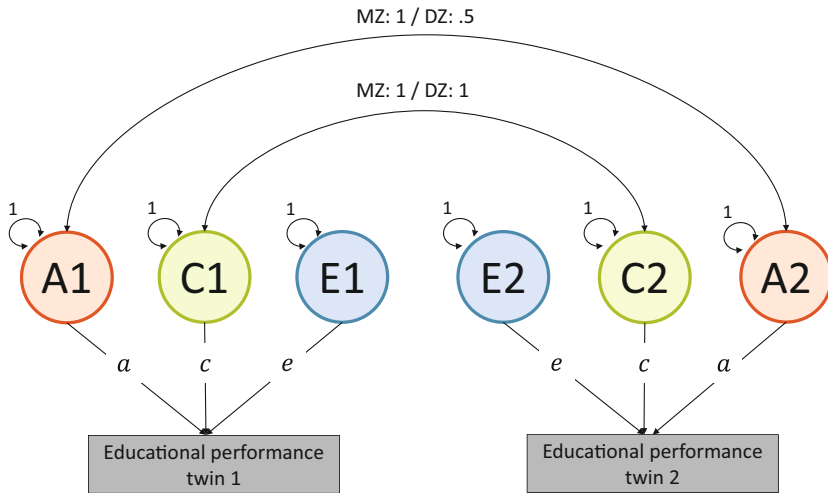 MZ: 1 / DZ: .5
MZ: 1 / DZ: 1
1 1 1 1 1 1
A1 C1 E1 E2 C2 A2
a c e e c a
Educational performance
twin 1
Educational performance
twin 2